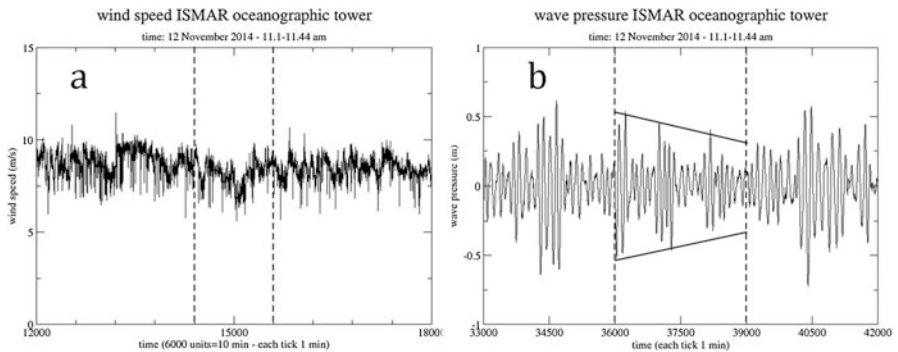 wind speed ISMAR oceanographic tower
time: 12 November 2014 - 11.1-11.44 am
a
15
10
5
0
wind speed (m/s)
12000 15000 18000
time (6000 units=10 min - each tick 1 min)
wave pressure ISMAR oceanographic tower
time: 12 November 2014 - 11.1-11.44 am
b
1
0.5
0
-0.5
-1
wave pressure (m)
33000 34500 36000 37500 39000 40500 42000
time (each tick 1 min)